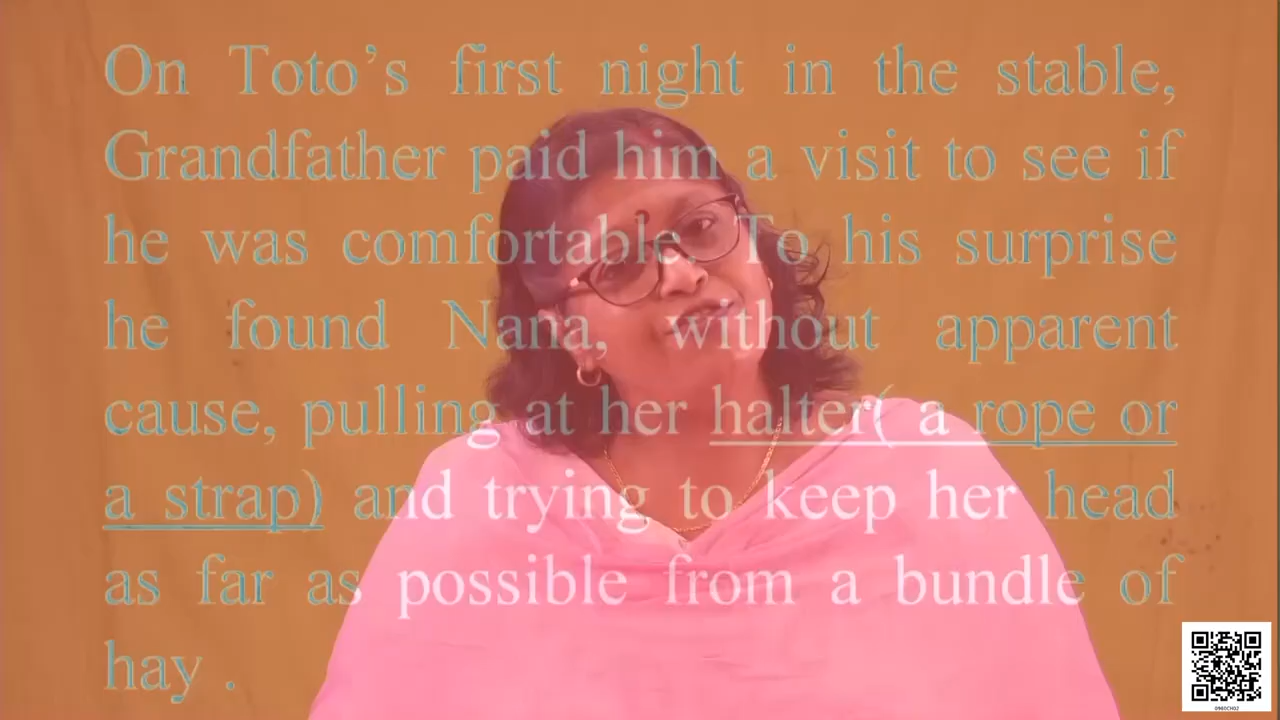 On Toto’s first night in the stable,
Grandfather paid him a visit to see if
he was comfortable. To his surprise
he found Nana, without apparent
cause, pulling at her halter( a rope or
a strap) and trying to keep her head
as far as possible from a bundle of
hay .
0960CH02